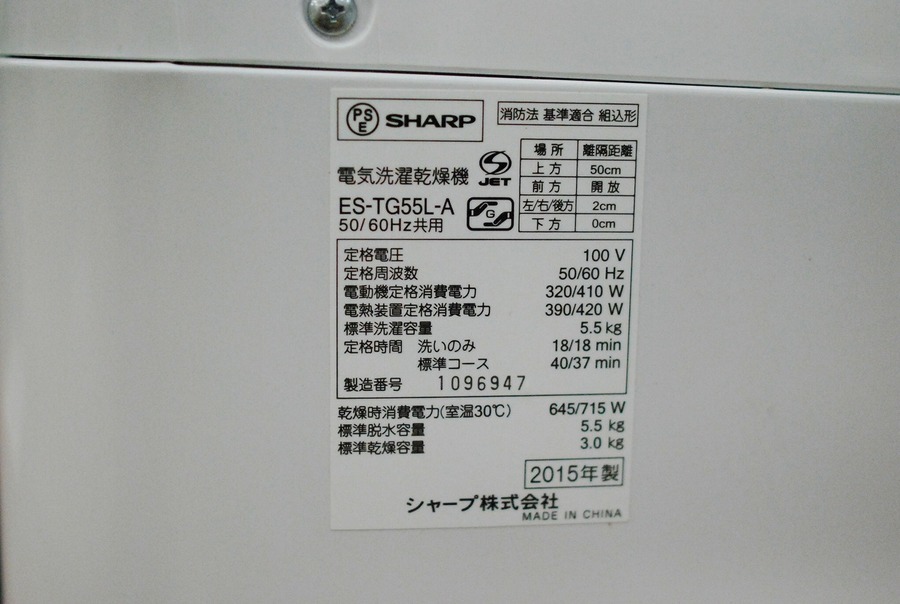 PSE SHARP
消防法 基準適合 組込形
電気洗濯乾燥機 JET
ES-TG55L-A G
50/60Hz共用
場所 離隔距離
上方 50cm
前方 開放
左/右/後方 2cm
下方 0cm
定格電圧 100 V
定格周波数 50/60 Hz
電動機定格消費電力 320/410 W
電熱装置定格消費電力 390/420 W
標準洗濯容量 5.5 kg
定格時間 洗いのみ 18/18 min
標準コース 40/37 min
製造番号 1096947
乾燥時消費電力(室温30℃) 645/715 W
標準脱水容量 5.5 kg
標準乾燥容量 3.0 kg
2015年製
シャープ株式会社
MADE IN CHINA